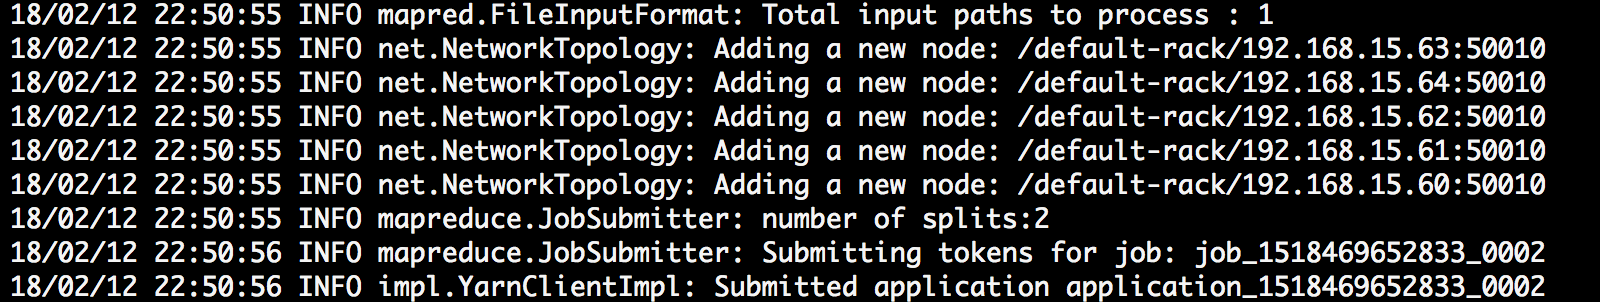 18/02/12 22:50:55 INFO mapred.FileInputFormat: Total input paths to process : 1
18/02/12 22:50:55 INFO net.NetworkTopology: Adding a new node: /default-rack/192.168.15.63:50010
18/02/12 22:50:55 INFO net.NetworkTopology: Adding a new node: /default-rack/192.168.15.64:50010
18/02/12 22:50:55 INFO net.NetworkTopology: Adding a new node: /default-rack/192.168.15.62:50010
18/02/12 22:50:55 INFO net.NetworkTopology: Adding a new node: /default-rack/192.168.15.61:50010
18/02/12 22:50:55 INFO net.NetworkTopology: Adding a new node: /default-rack/192.168.15.60:50010
18/02/12 22:50:55 INFO mapreduce.JobSubmitter: number of splits:2
18/02/12 22:50:56 INFO mapreduce.JobSubmitter: Submitting tokens for job: job_1518469652833_0002
18/02/12 22:50:56 INFO impl.YarnClientImpl: Submitted application application_1518469652833_0002